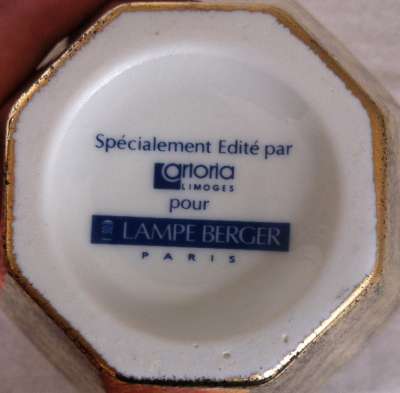 Spécialement Edité par
artoria
LIMOGES
pour
LAMPE BERGER
PARIS